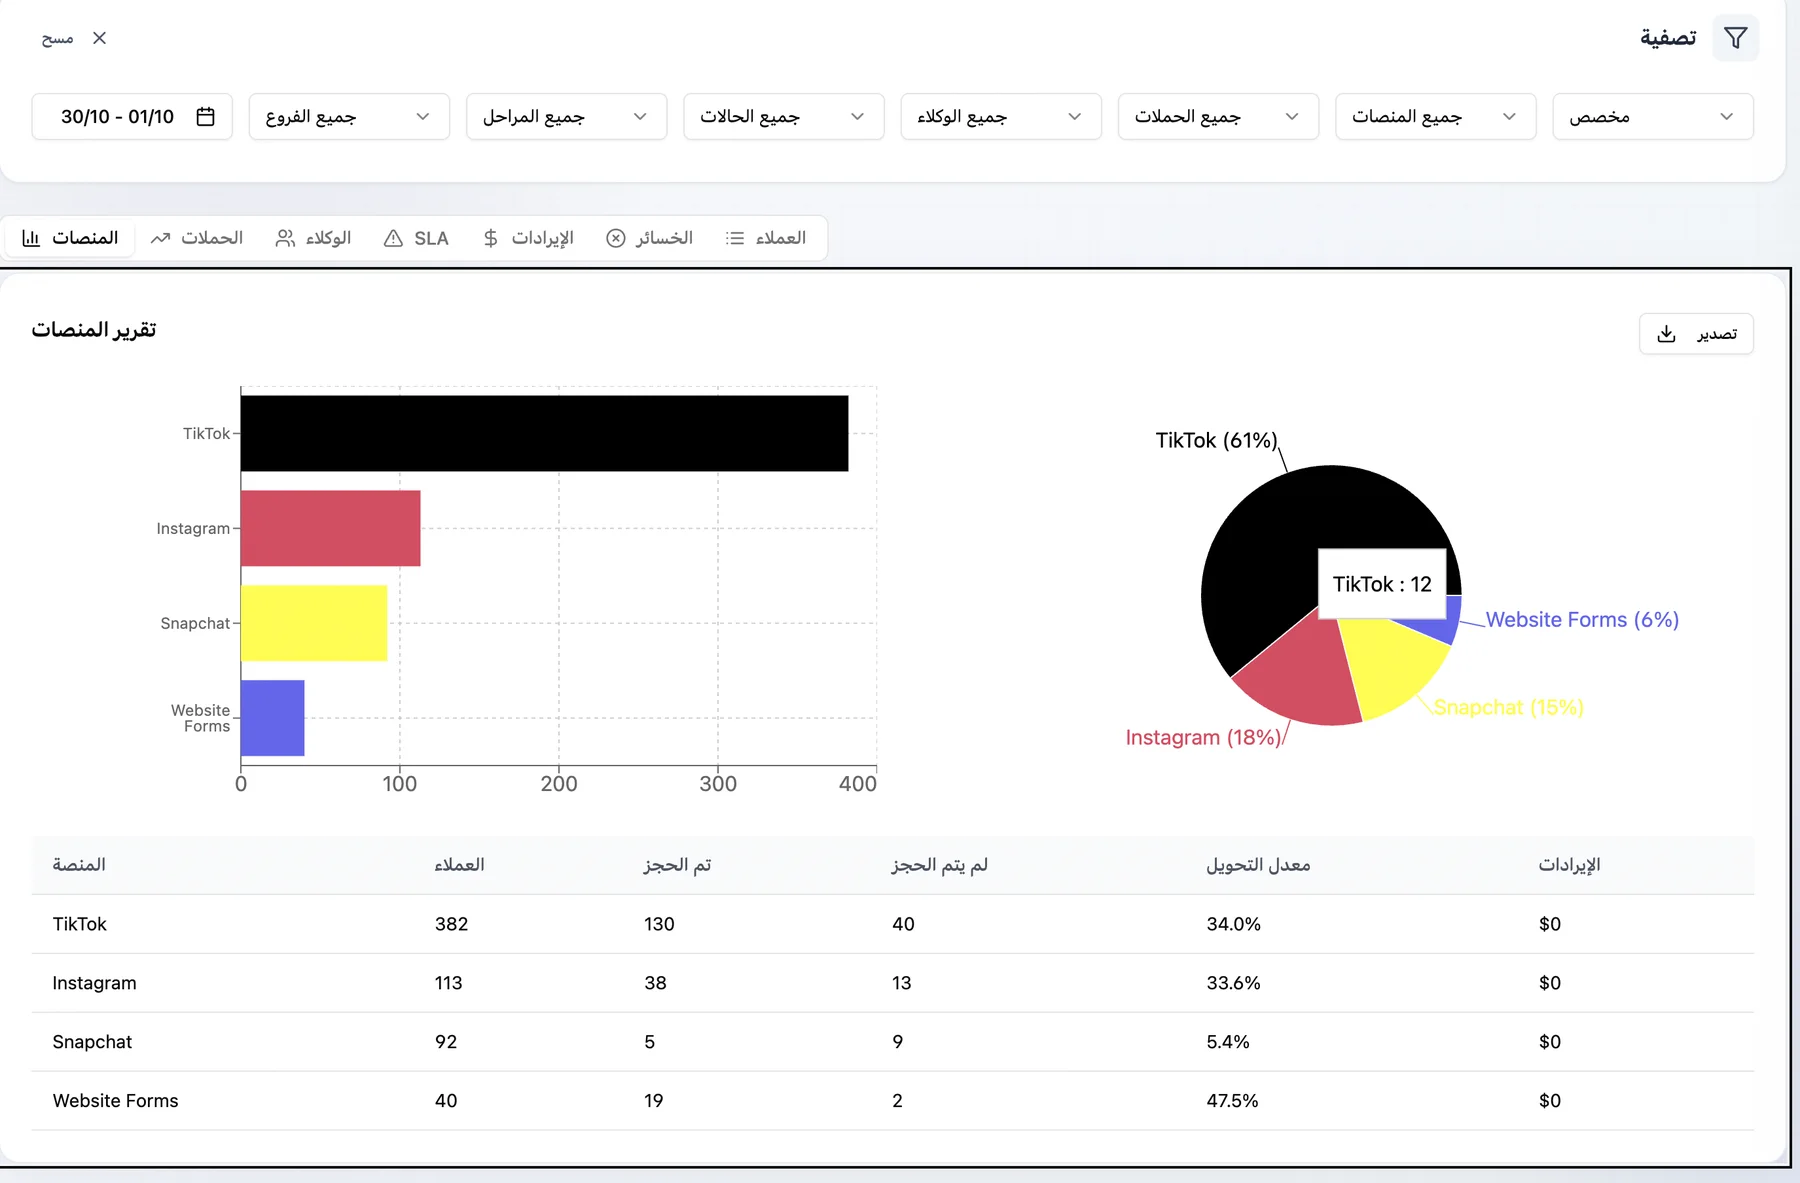 تصفية
مسح
مخصص
جميع المنصات
جميع الحملات
جميع الوكلاء
جميع الحالات
جميع المراحل
جميع الفروع
30/10 - 01/10
المنصات
الحملات
الوكلاء
SLA
الإيرادات
الخسائر
العملاء
تقرير المنصات
تصدير
TikTok
Instagram
Snapchat
Website
Forms
0 100 200 300 400
TikTok (61%)
TikTok : 12
Website Forms (6%)
Snapchat (15%)
Instagram (18%)
المنصة العملاء تم الحجز لم يتم الحجز معدل التحويل الإيرادات
TikTok 382 130 40 34.0% $0
Instagram 113 38 13 33.6% $0
Snapchat 92 5 9 5.4% $0
Website Forms 40 19 2 47.5% $0